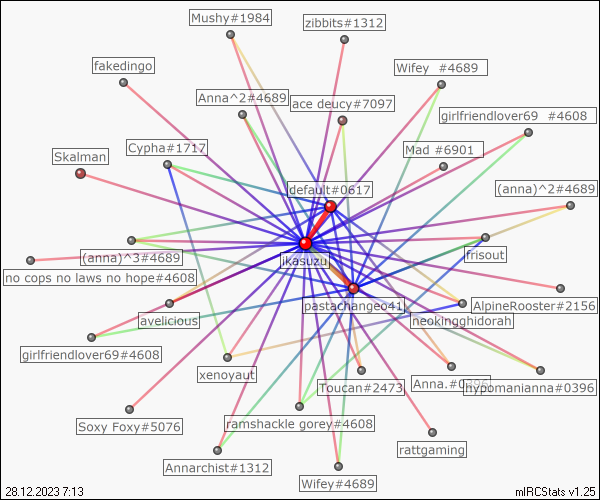 Mushy#1984
zibbits#1312
fakedingo
Wifey  #4689
Anna^2#4689
ace deucy#7097
girlfriendlover69  #4608
Skalman
Cypha#1717
Mad #6901
default#0617
(anna)^2#4689
(anna)^3#4689
jkasuzu
frisout
no cops no laws no hope#4608
pastachangeo41
AlpineRooster#2156
avelicious
neokingghidorah
girlfriendlover69#4608
xenoyaut
Toucan#2473
Anna.#0396
hypomanianna#0396
Soxy Foxy#5076
ramshackle gorey#4608
rattgaming
Annarchist#1312
Wifey#4689
28.12.2023 7:13
mIRCStats v1.25